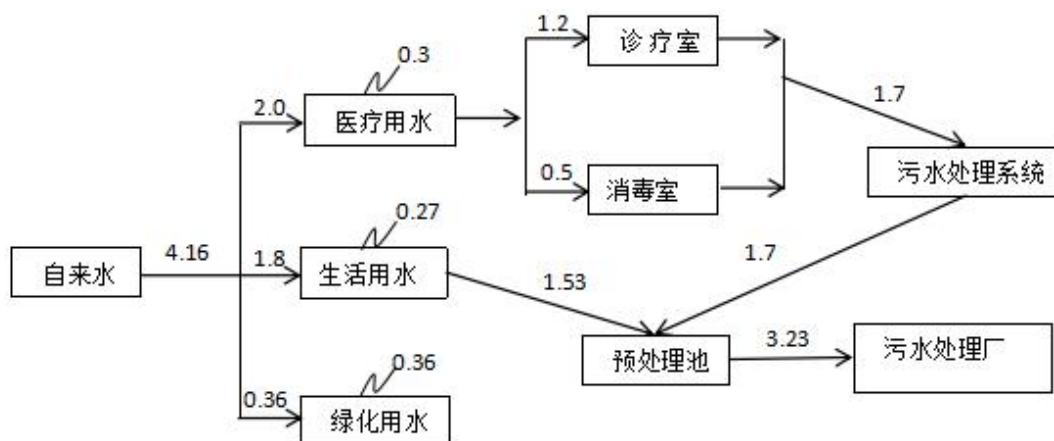 1.2
诊疗室
0.3
2.0
医疗用水
1.7
0.5
消毒室
污水处理系统
0.27
自来水
4.16
1.8
生活用水
1.53
1.7
预处理池
3.23
污水处理厂
0.36
0.36
绿化用水